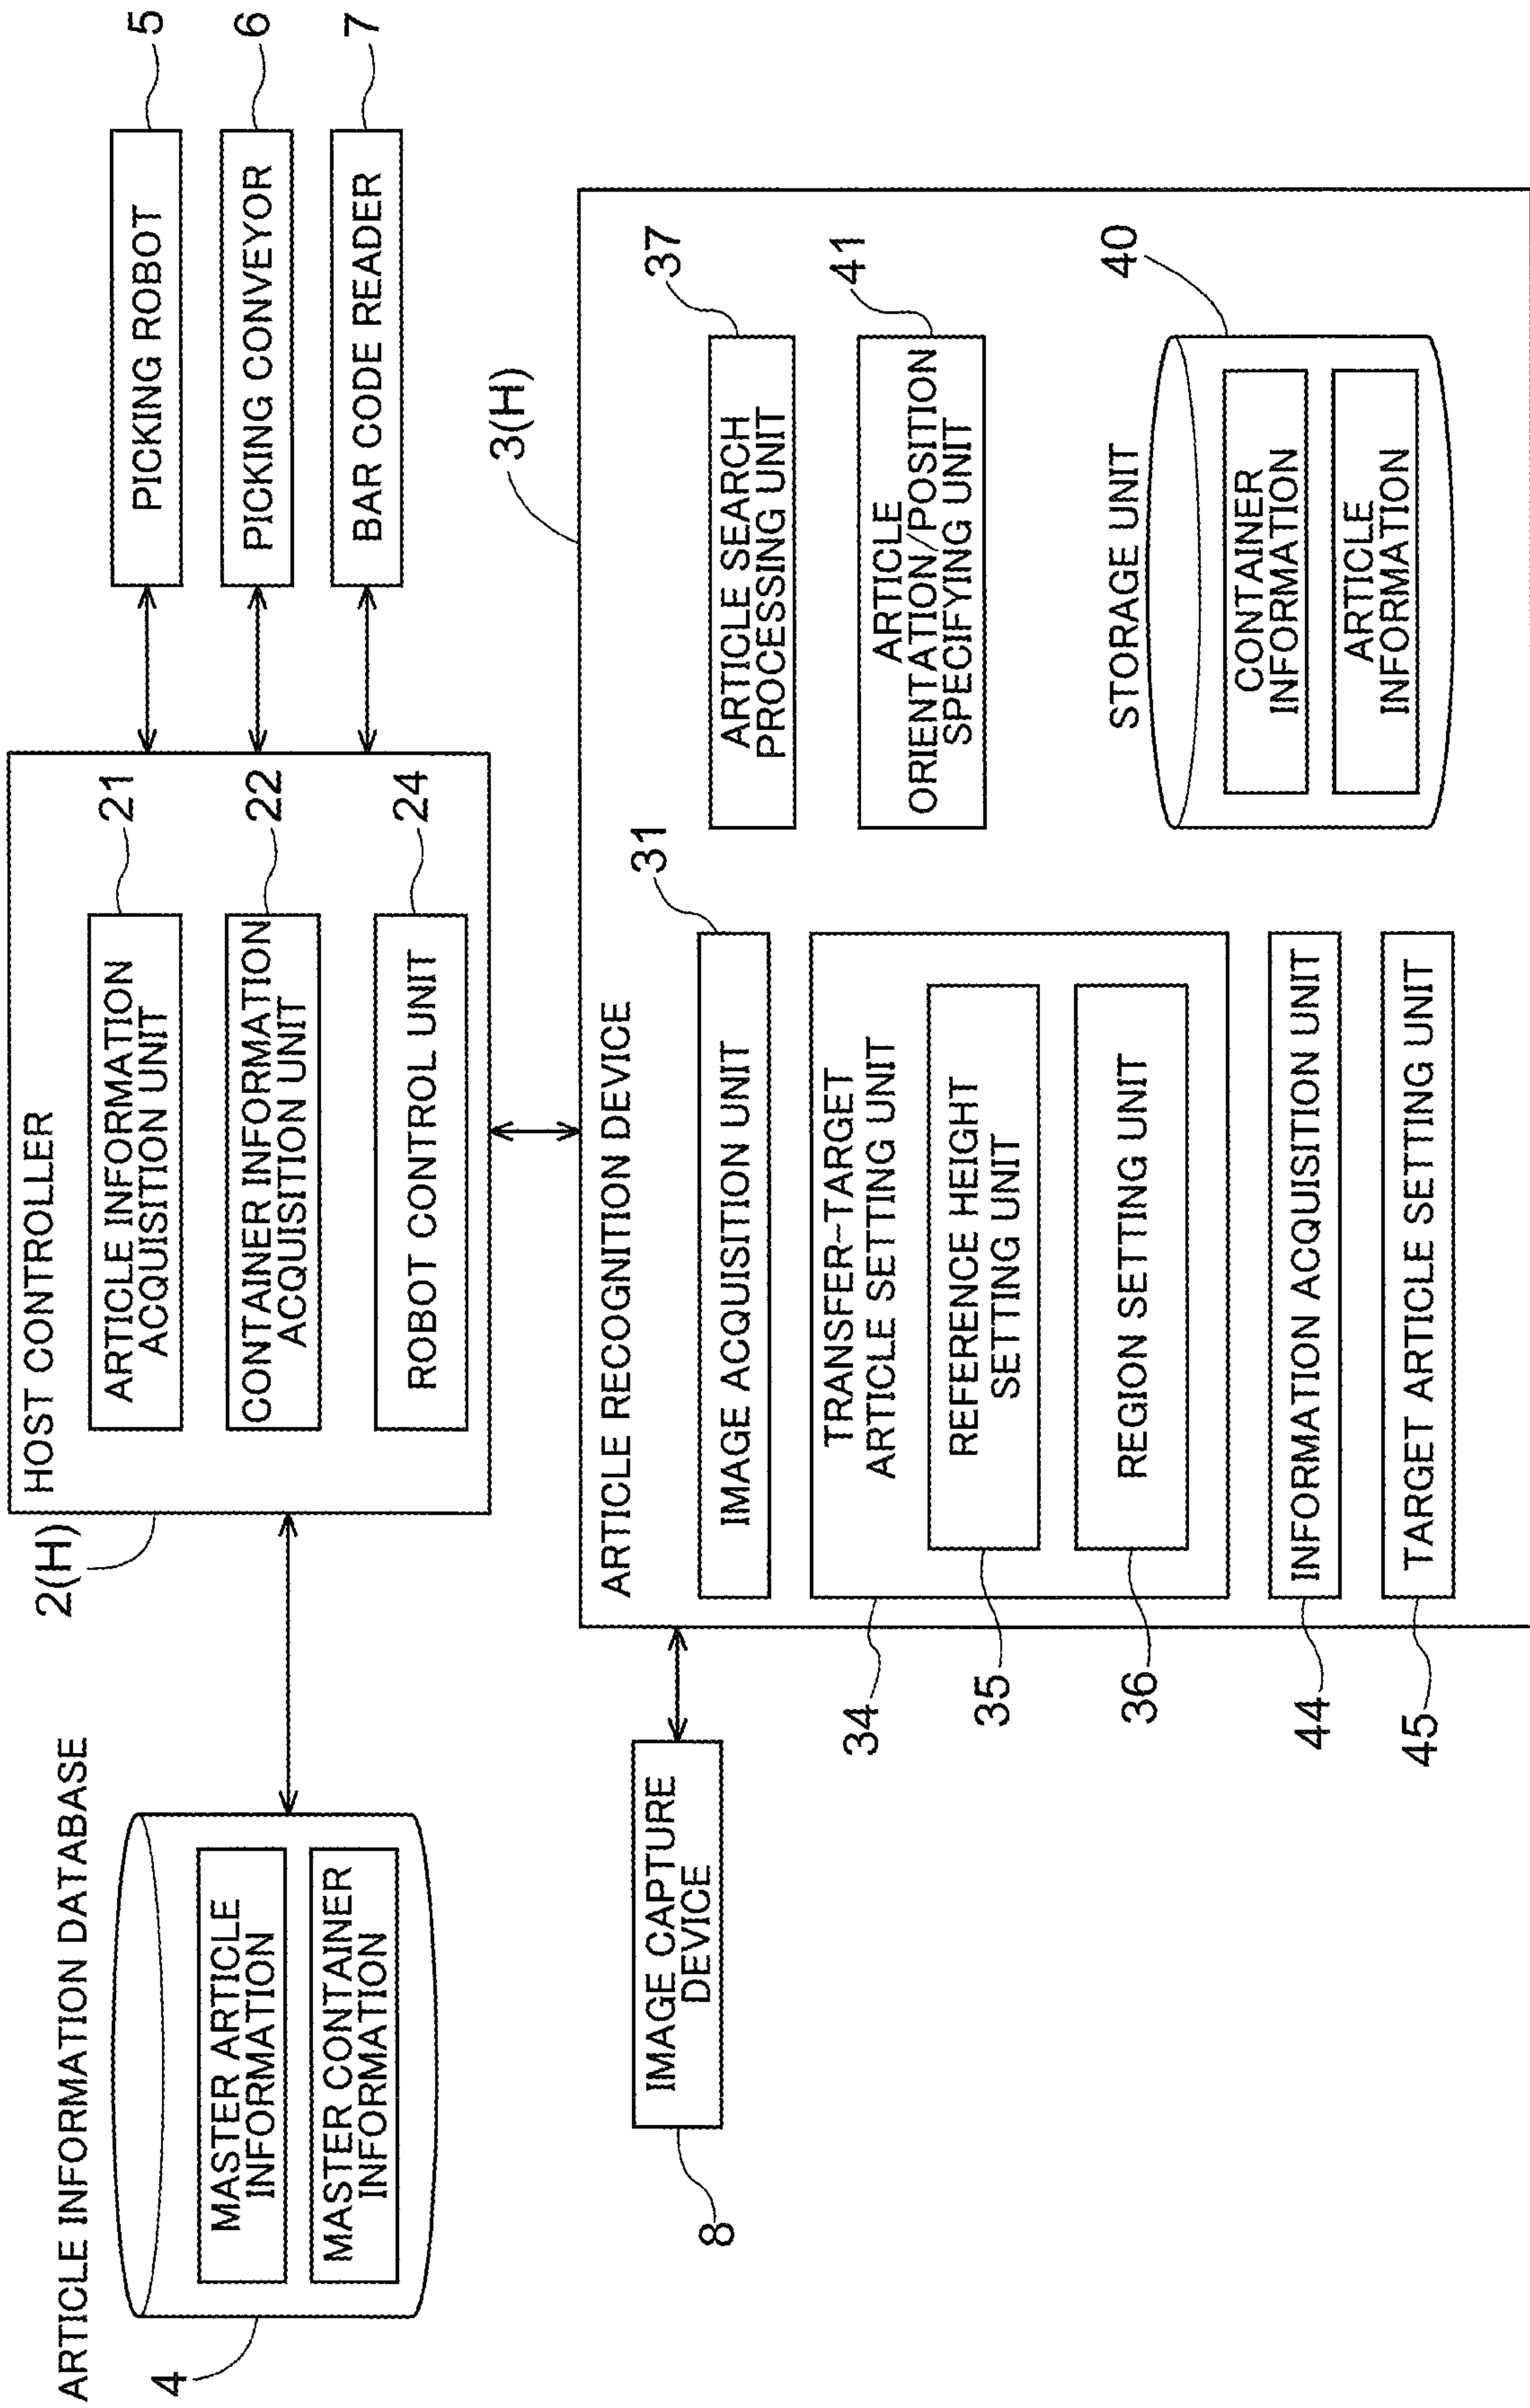 ARTICLE INFORMATION DATABASE
4
MASTER ARTICLE
INFORMATION
MASTER CONTAINER
INFORMATION
2(H)
HOST CONTROLLER
ARTICLE INFORMATION
ACQUISITION UNIT
21
CONTAINER INFORMATION
ACQUISITION UNIT
22
ROBOT CONTROL UNIT
24
PICKING ROBOT
5
PICKING CONVEYOR
6
BAR CODE READER
7
8
IMAGE CAPTURE
DEVICE
3(H)
ARTICLE RECOGNITION DEVICE
IMAGE ACQUISITION UNIT
31
34
TRANSFER-TARGET
ARTICLE SETTING UNIT
35
REFERENCE HEIGHT
SETTING UNIT
36
REGION SETTING UNIT
44
INFORMATION ACQUISITION UNIT
45
TARGET ARTICLE SETTING UNIT
ARTICLE SEARCH
PROCESSING UNIT
37
ARTICLE
ORIENTATION/POSITION
SPECIFYING UNIT
41
STORAGE UNIT
40
CONTAINER
INFORMATION
ARTICLE
INFORMATION